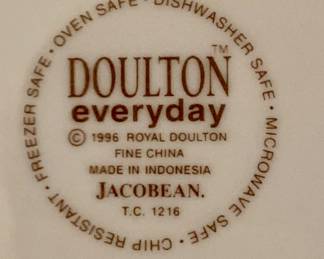 FREEZER SAFE • OVEN SAFE • DISHWASHER SAFE • MICROWAVE SAFE • CHIP RESISTANT •
DOULTON™
everyday
© 1996 ROYAL DOULTON
FINE CHINA
MADE IN INDONESIA
JACOBEAN.
T.C. 1216